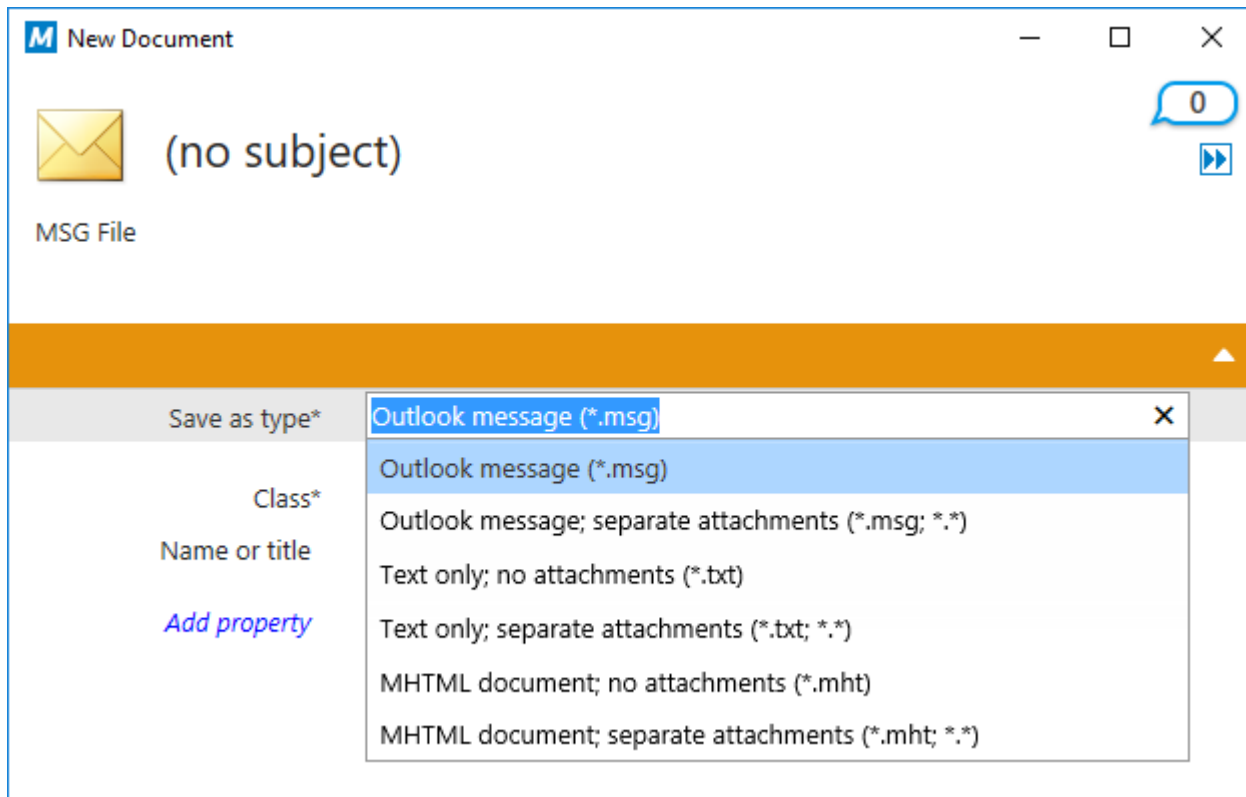 M New Document
0
(no subject)
MSG File
Save as type* Outlook message (*.msg)
Outlook message (*.msg)
Class*
Outlook message; separate attachments (*.msg; *.*)
Name or title
Text only; no attachments (*.txt)
Add property
Text only; separate attachments (*.txt; *.*)
MHTML document; no attachments (*.mht)
MHTML document; separate attachments (*.mht; *.*)